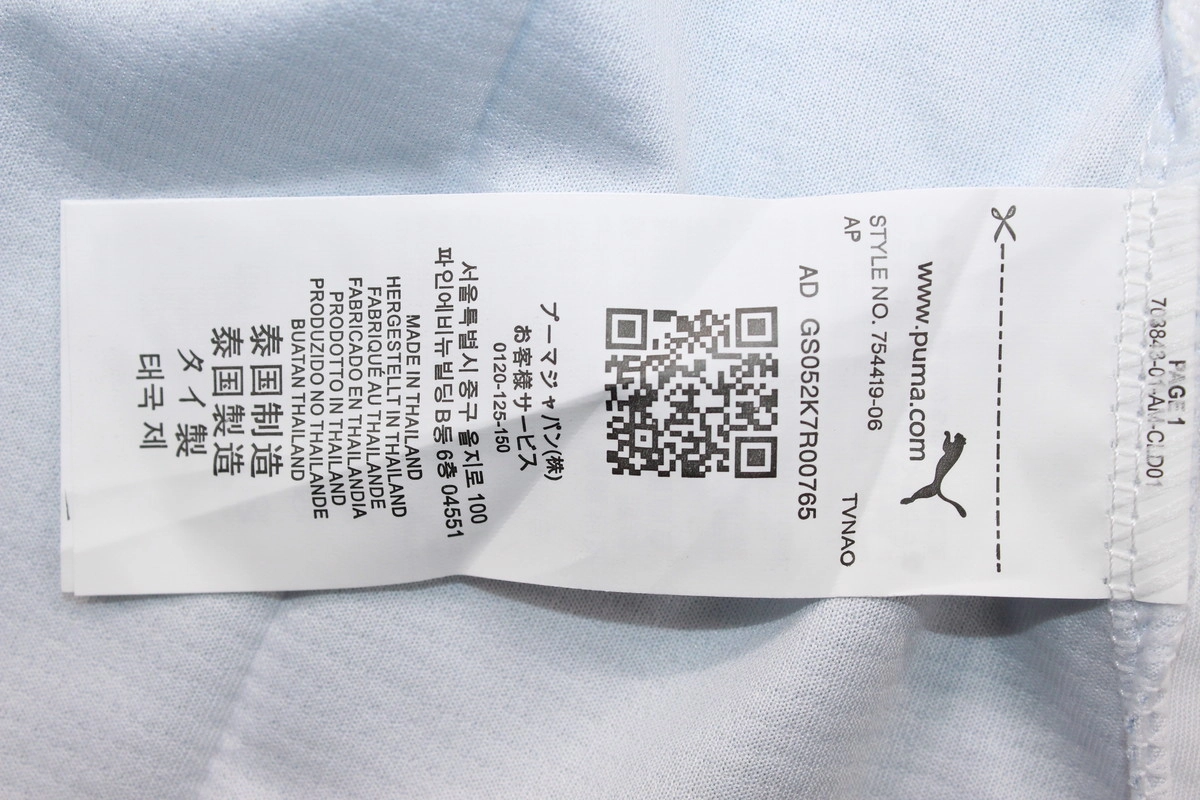 PAGE 1
www.puma.com
STYLE NO. 754419-06
AP TVNAO
AD GS052K7R00765
プーマジャパン(株)
お客様サービス
0120-125-150
서울특별시 중구 을지로 100
파인에비뉴빌딩 B동 6층 04551
MADE IN THAILAND
HERGESTELLT IN THAILAND
FABRIQUE AU THAILANDE
FABRICADO EN THAILANDIA
PRODOTTO IN THAILAND
PRODUZIDO NO THAILANDE
BUATAN THAILAND
泰国制造
泰國製造
タイ製
태국 제